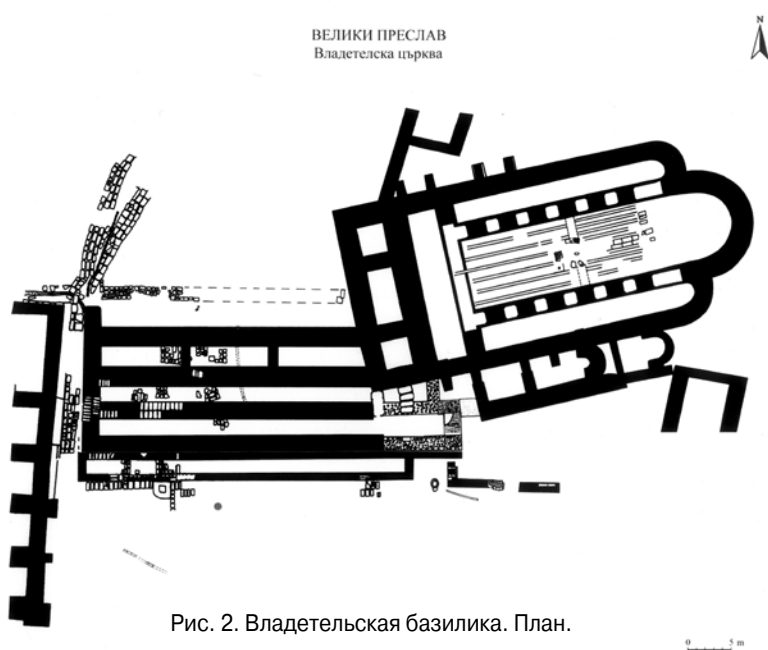 ВЕЛИКИ ПРЕСЛАВ
Владетелска църква
N
Рис. 2. Владетельская базилика. План.
0 5 m